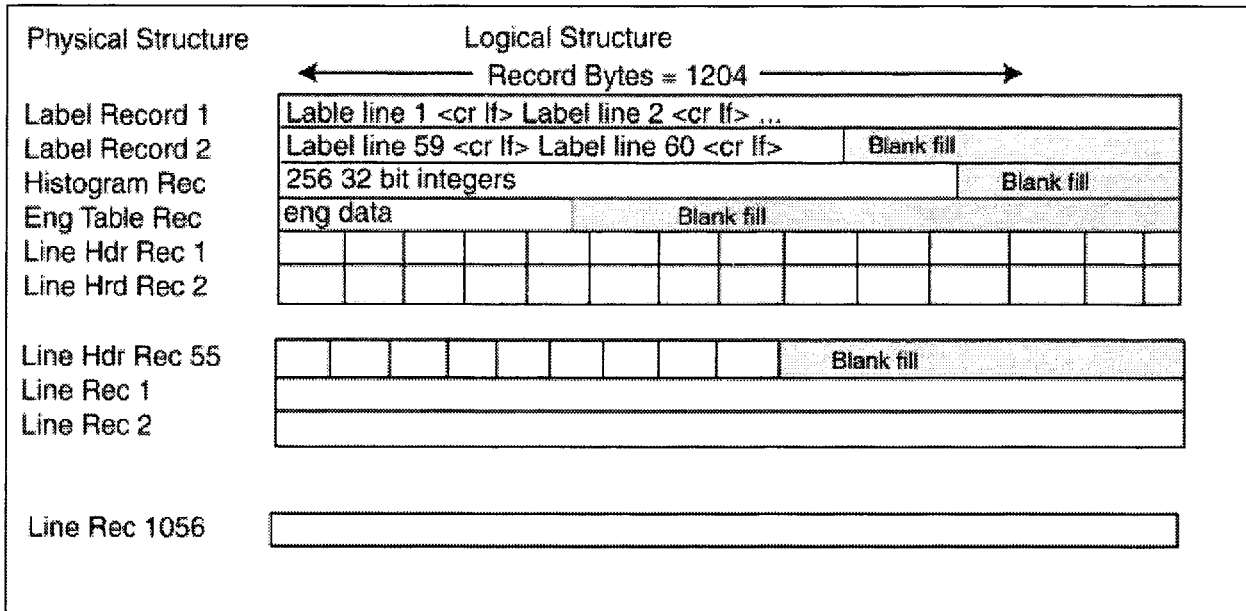 Physical Structure
Logical Structure
Record Bytes = 1204
Label Record 1
Lable line 1 <cr lf> Label line 2 <cr lf> ...
Label Record 2
Label line 59 <cr lf> Label line 60 <cr lf>
Blank fill
Histogram Rec
256 32 bit integers
Blank fill
Eng Table Rec
eng data
Blank fill
Line Hdr Rec 1
Line Hrd Rec 2
Line Hdr Rec 55
Blank fill
Line Rec 1
Line Rec 2
Line Rec 1056